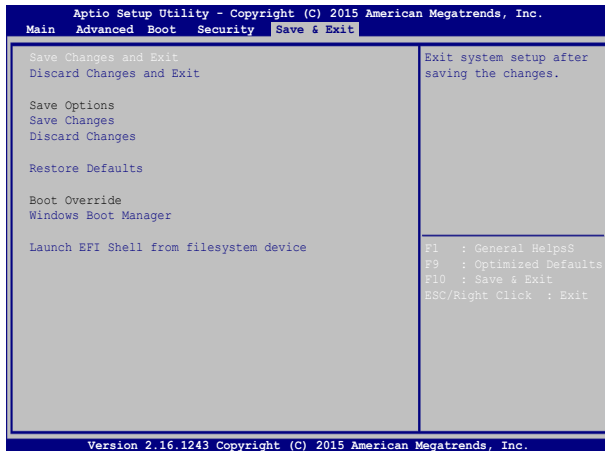 Aptio Setup Utility - Copyright (C) 2015 American Megatrends, Inc.
Main Advanced Boot Security Save & Exit
Save Changes and Exit
Discard Changes and Exit
Save Options
Save Changes
Discard Changes
Restore Defaults
Boot Override
Windows Boot Manager
Launch EFI Shell from filesystem device
Exit system setup after
saving the changes.
F1 : General HelpsS
F9 : Optimized Defaults
F10 : Save & Exit
ESC/Right Click : Exit
Version 2.16.1243 Copyright (C) 2015 American Megatrends, Inc.